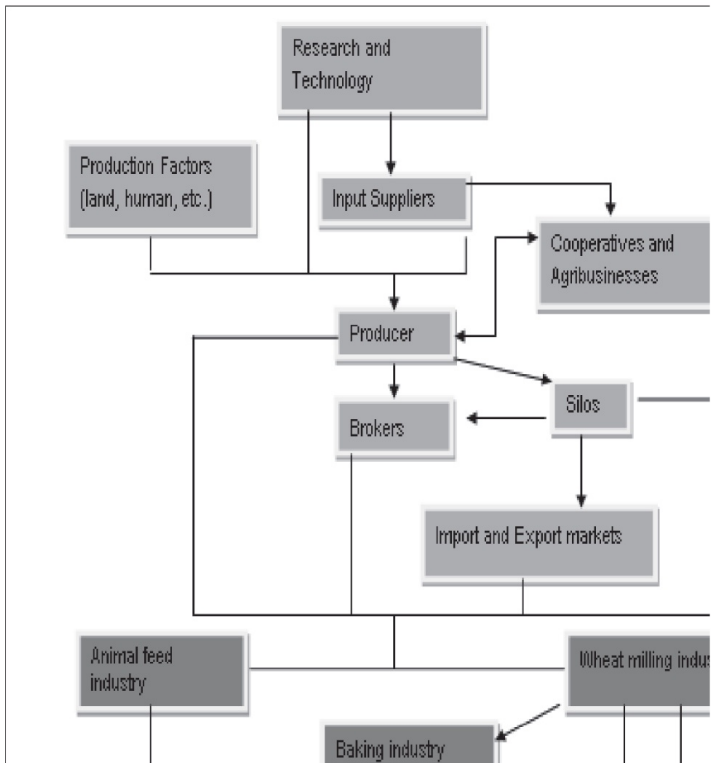 Research and
Technology
Production Factors
(land, human, etc.)
Input Suppliers
Cooperatives and
Agribusinesses
Producer
Silos
Brokers
Import and Export markets
Animal feed
industry
Wheat milling
Baking industry